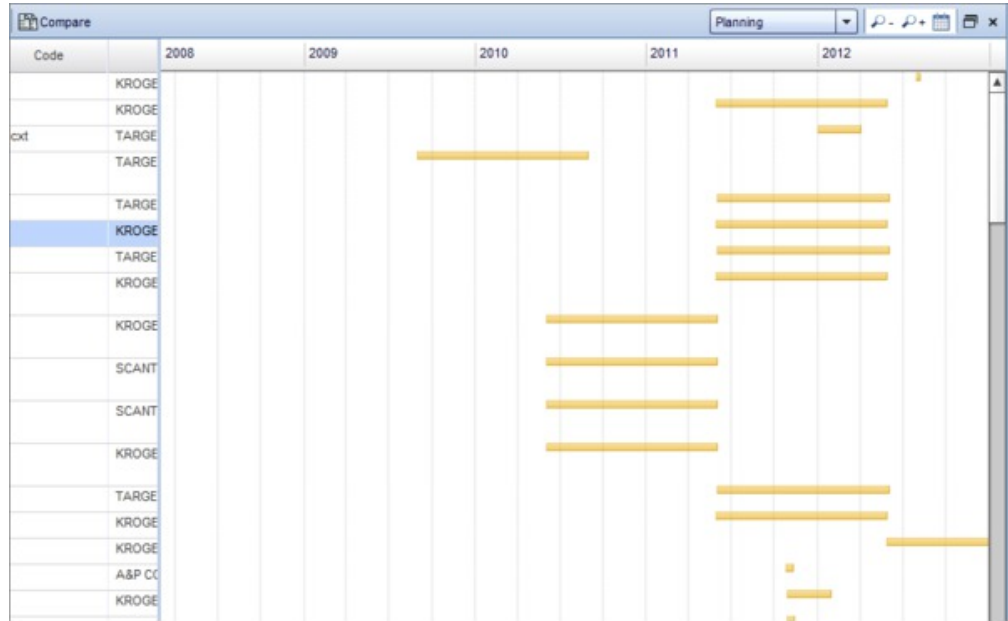 Compare
Planning
Code
2008 2009 2010 2011 2012
KROGE
KROGE
cxt TARGE
TARGE
TARGE
KROGE
TARGE
KROGE
KROGE
SCANT
SCANT
KROGE
TARGE
KROGE
KROGE
A&P CO
KROGE